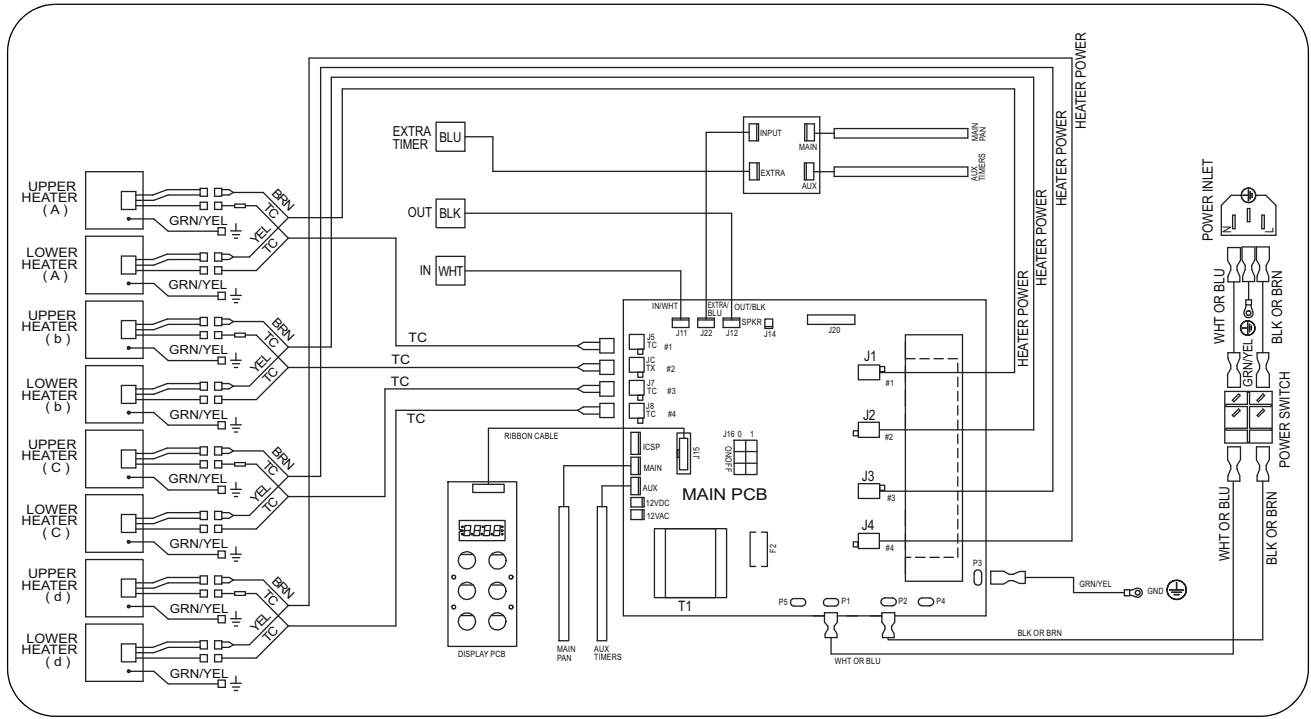 UPPER
HEATER
( A )
BRN
TC
GRN/YEL
LOWER
HEATER
( A )
YEL
TC
GRN/YEL
UPPER
HEATER
( b )
BRN
TC
GRN/YEL
LOWER
HEATER
( b )
YEL
TC
GRN/YEL
UPPER
HEATER
( C )
BRN
TC
GRN/YEL
LOWER
HEATER
( C )
YEL
TC
GRN/YEL
UPPER
HEATER
( d )
BRN
TC
GRN/YEL
LOWER
HEATER
( d )
YEL
TC
GRN/YEL
EXTRA
TIMER
BLU
OUT BLK
IN WHT
INPUT
MAIN
EXTRA
AUX
MAIN
PAN
AUX
TIMERS
HEATER POWER
HEATER POWER
HEATER POWER
HEATER POWER
TC
TC
TC
TC
IN/WHT
EXTRA/
BLU
OUT/BLK
J11
J22
J12
SPKR
J14
J20
J5
TC #1
JC
TX #2
J7
TC #3
J8
TC #4
ICSP
MAIN
AUX
12VDC
12VAC
RIBBON CABLE
J15
J16 0 1
ONOFF
MAIN PCB
T1
F2
J1
#1
J2
#2
J3
#3
J4
#4
P5
P1
P2
P4
P3
GRN/YEL
GND
BLK OR BRN
WHT OR BLU
DISPLAY PCB
MAIN
PAN
AUX
TIMERS
POWER INLET
N
L
WHT OR BLU
GRN/YEL
BLK OR BRN
POWER SWITCH
WHT OR BLU
BLK OR BRN